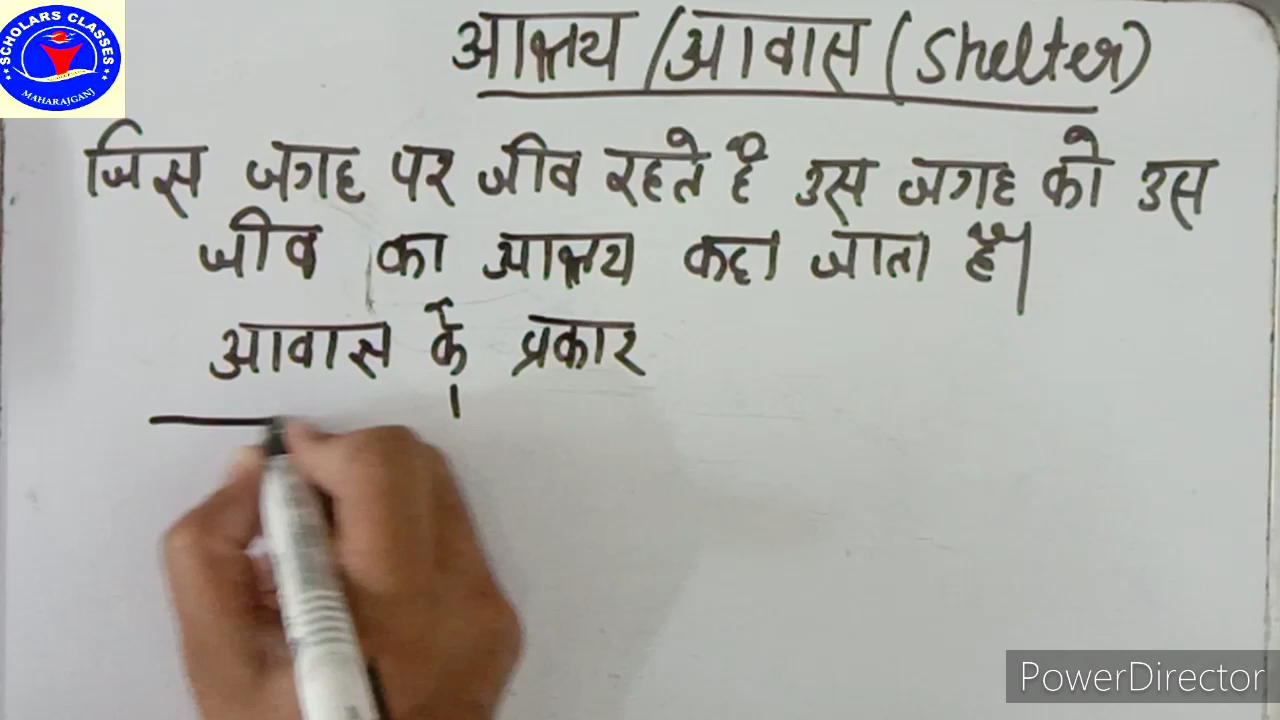 SCHOLARS CLASSES
MAHARAJGANJ
आश्रय / आवास (Shelter)
जिस जगह पर जीव रहते है उस जगह को उस
जीव का आश्रय कहा जाता है।
आवास के प्रकार
PowerDirector